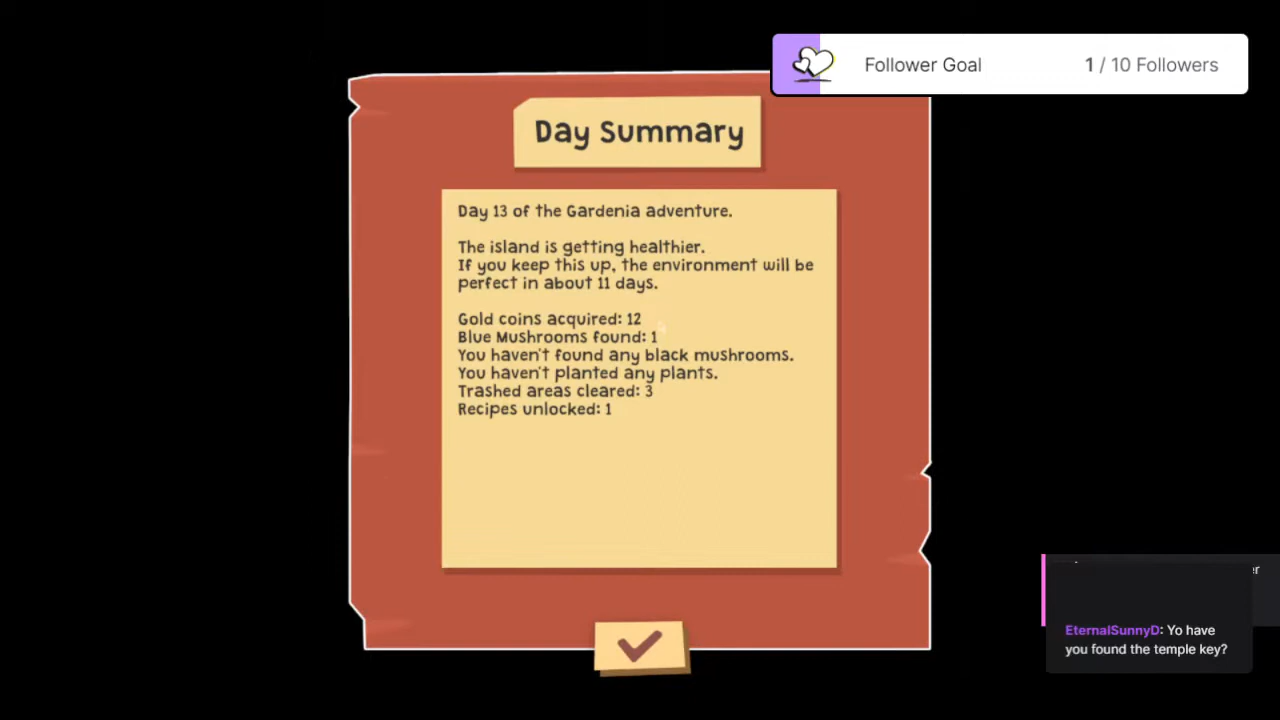 Follower Goal 1 / 10 Followers
Day Summary
Day 13 of the Gardenia adventure.
The island is getting healthier.
If you keep this up, the environment will be
perfect in about 11 days.
Gold coins acquired: 12
Blue Mushrooms found: 1
You haven't found any black mushrooms.
You haven't planted any plants.
Trashed areas cleared: 3
Recipes unlocked: 1
EternalSunnyD: Yo have
you found the temple key?